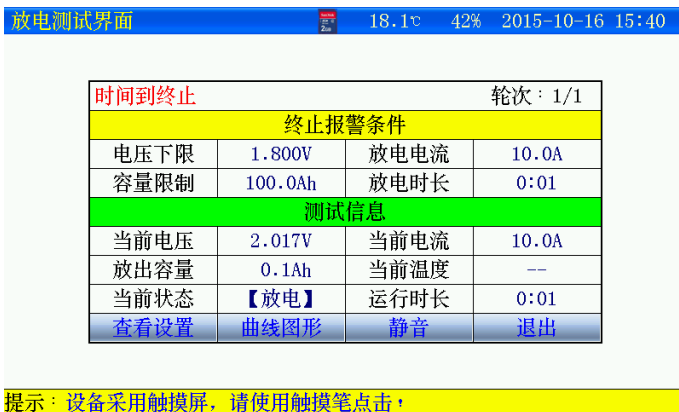 放电测试界面 18.1℃ 42% 2015-10-16 15:40
时间到终止 轮次:1/1
终止报警条件
电压下限 1.800V 放电电流 10.0A
容量限制 100.0Ah 放电时长 0:01
测试信息
当前电压 2.017V 当前电流 10.0A
放出容量 0.1Ah 当前温度 --
当前状态 【放电】 运行时长 0:01
查看设置 曲线图形 静音 退出
提示:设备采用触摸屏,请使用触摸笔点击!